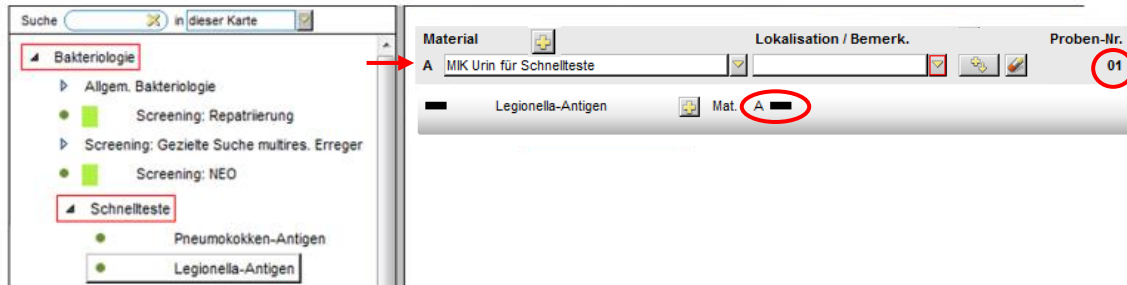 Suche in dieser Karte
Bakteriologie
Allgem. Bakteriologie
Screening: Repatriierung
Screening: Gezielte Suche multires. Erreger
Screening: NEO
Schnellteste
Pneumokokken-Antigen
Legionella-Antigen
Material Lokalisation / Bemerk. Proben-Nr.
A MIK Urin für Schnellteste 01
Legionella-Antigen Mat. A